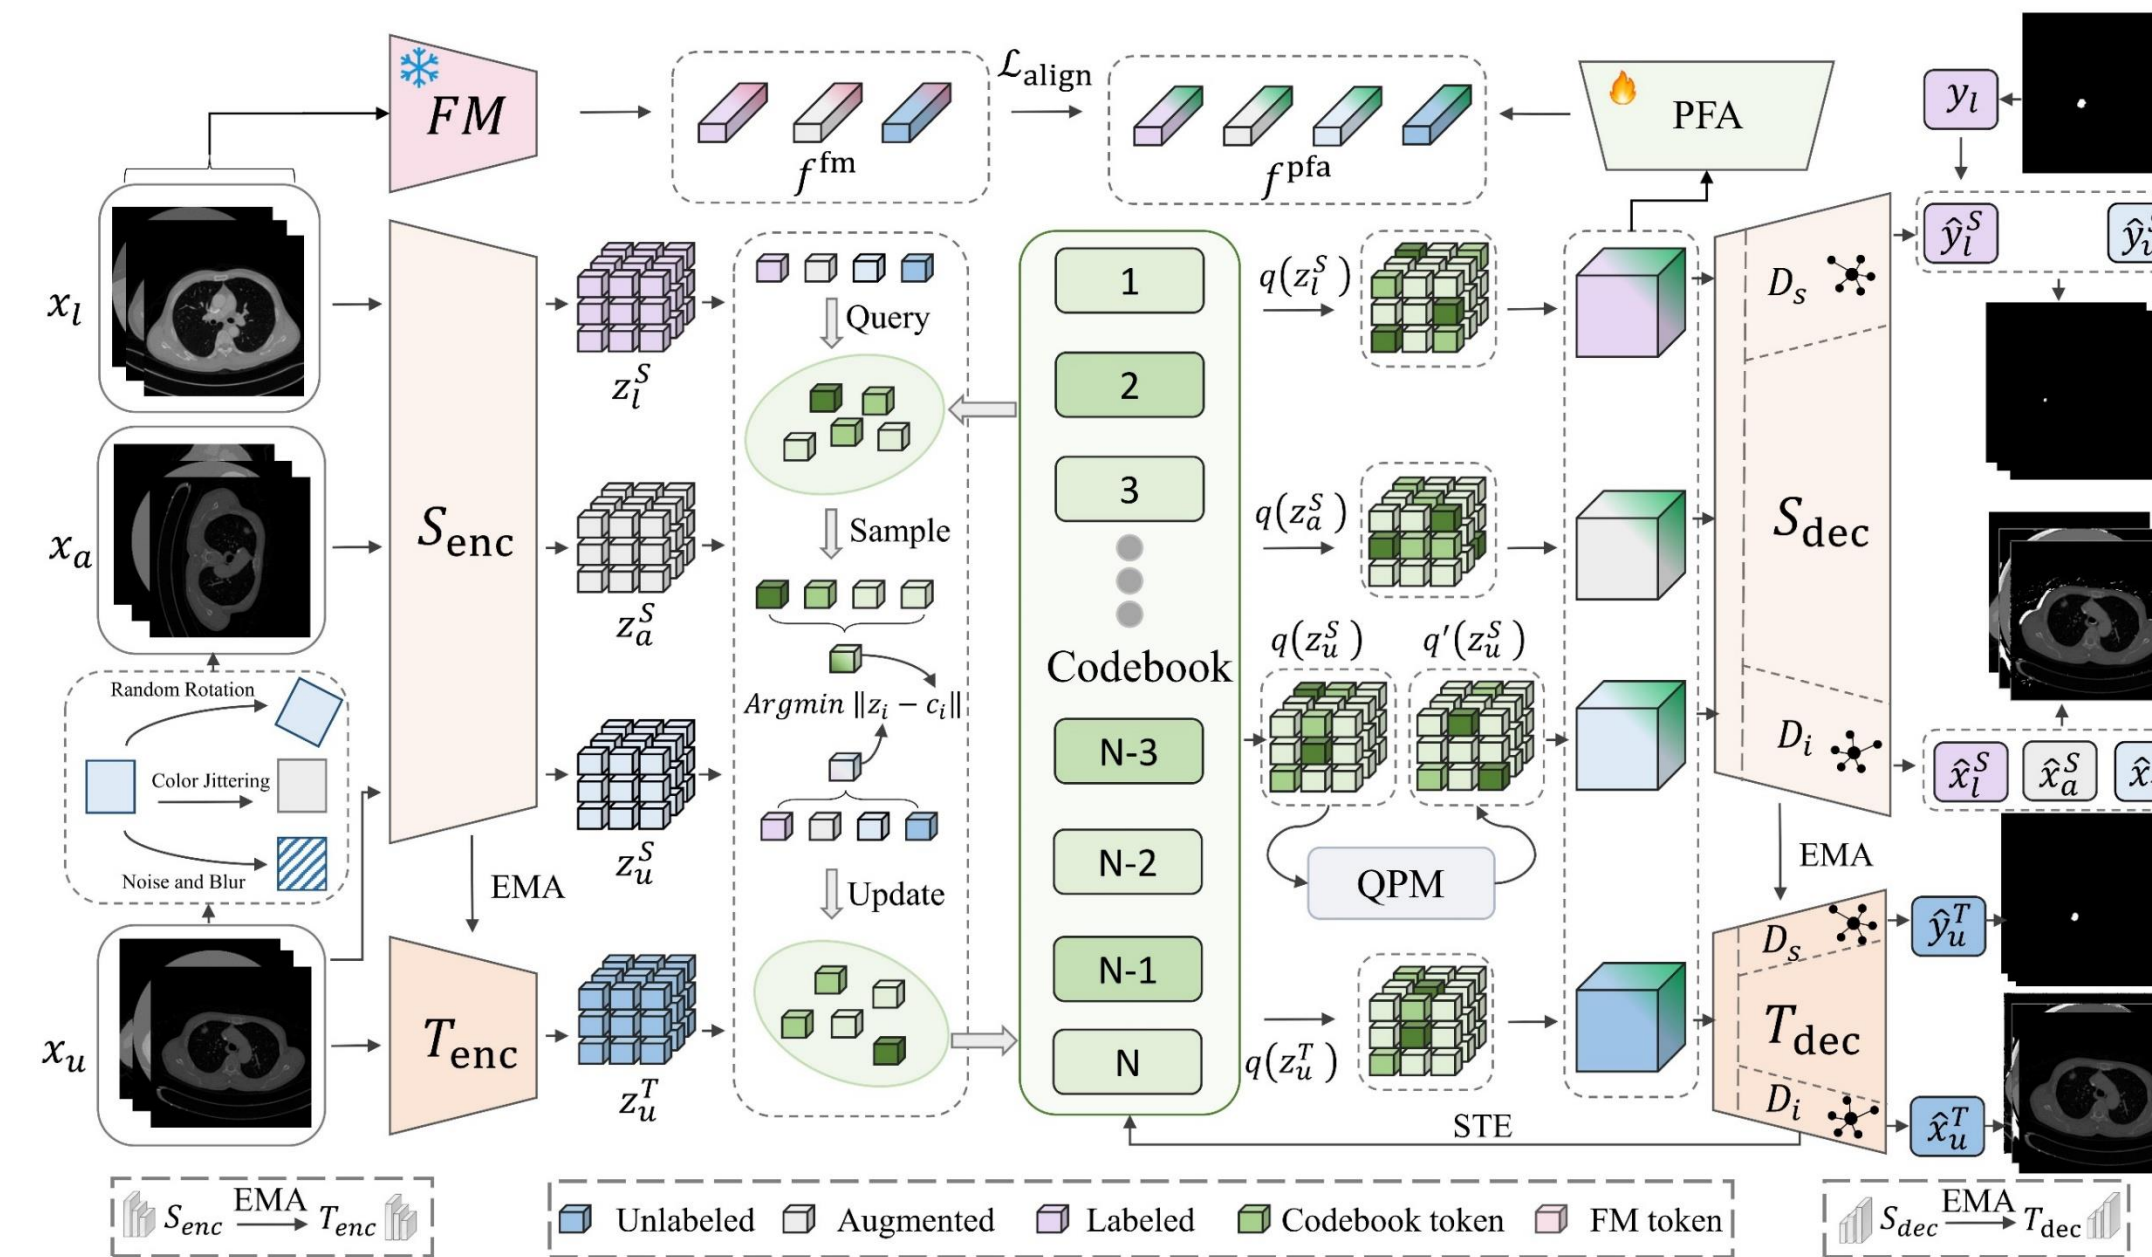 FM
f^fm
ℒ_align
f^pfa
PFA
y_l
x_l
S_enc
z_l^S
Query
1
2
3
q(z_l^S)
D_s
ŷ_l^S
x_a
z_a^S
Sample
q(z_a^S)
S_dec
Random Rotation
Color Jittering
Noise and Blur
Argmin ‖z_i − c_i‖
Codebook
q(z_u^S)
q′(z_u^S)
N-3
D_i
x̂_l^S
x̂_a^S
z_u^S
EMA
Update
N-2
QPM
EMA
x_u
T_enc
z_u^T
N-1
N
q(z_u^T)
D_s
T_dec
D_i
ŷ_u^T
x̂_u^T
STE
S_enc EMA T_enc
Unlabeled Augmented Labeled Codebook token FM token
S_dec EMA T_dec